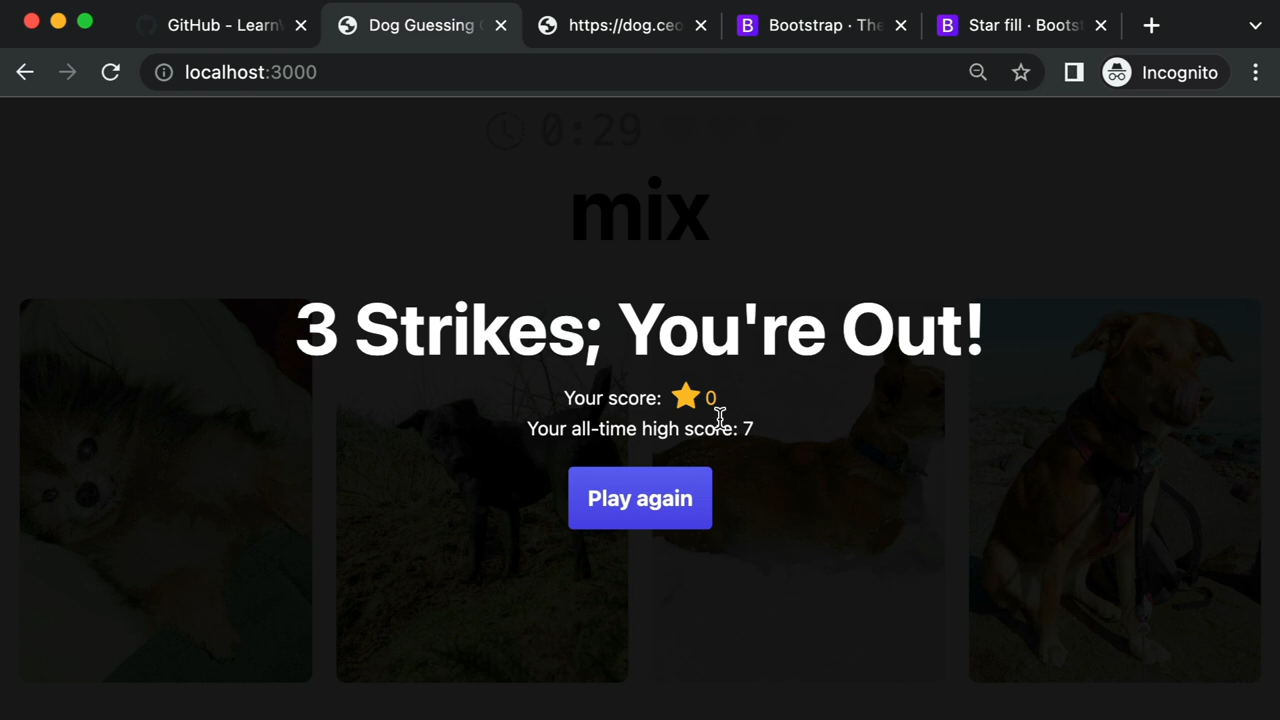 GitHub - Learn
Dog Guessing
https://dog.ceo
B Bootstrap · The
B Star fill · Boots
localhost:3000
Incognito
0:29
mix
3 Strikes; You're Out!
Your score: 0
Your all-time high score: 7
Play again